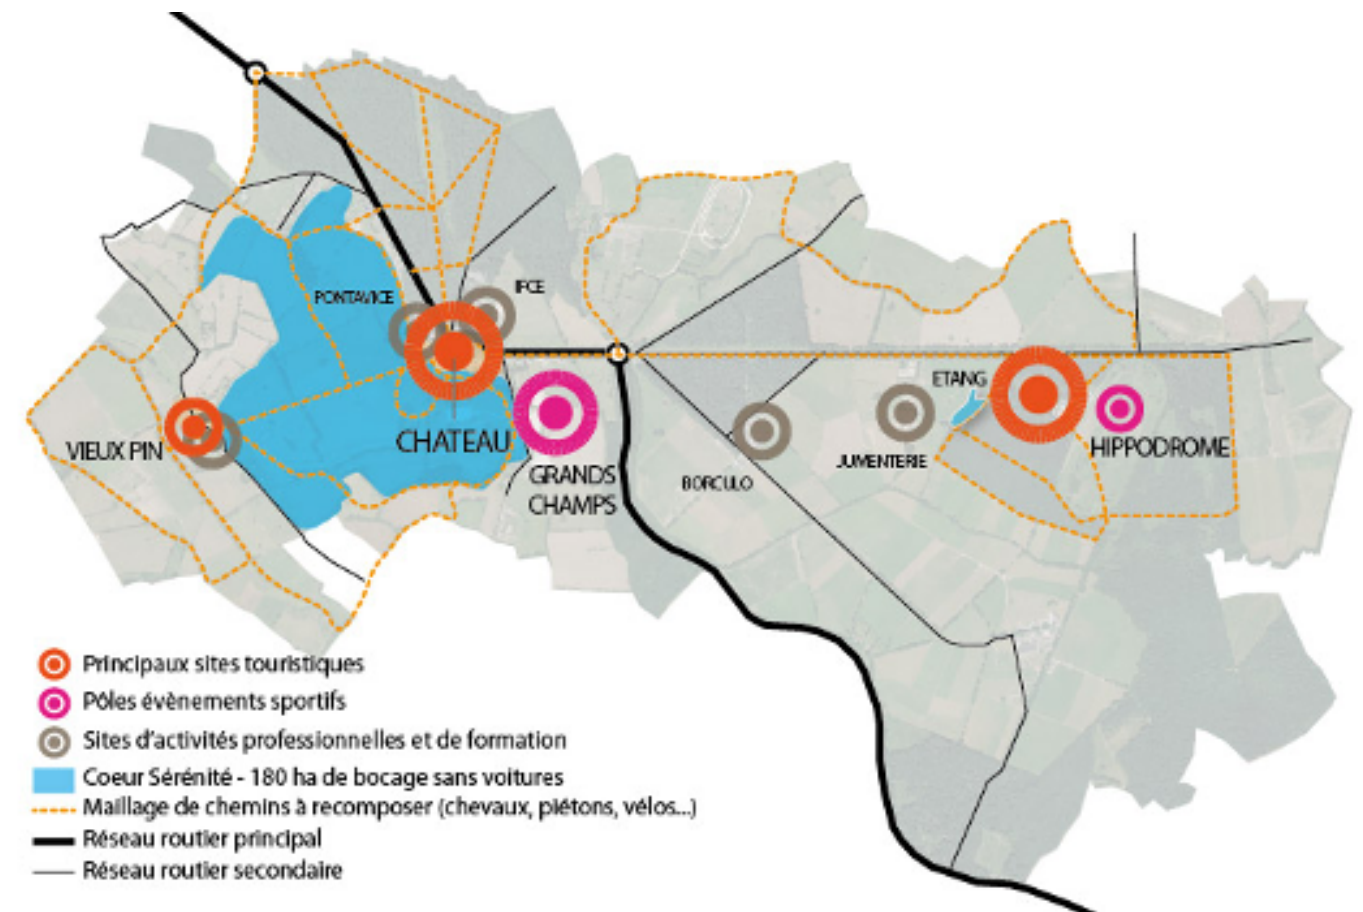 IFCE
PONTAVICE
ETANG
VIEUX PIN
CHATEAU
HIPPODROME
JUMENTERIE
GRANDS
CHAMPS
BORCULO
Principaux sites touristiques
Pôles évènements sportifs
Sites d'activités professionnelles et de formation
Coeur Sérénité - 180 ha de bocage sans voitures
Maillage de chemins à recomposer (chevaux, piétons, vélos...)
Réseau routier principal
Réseau routier secondaire